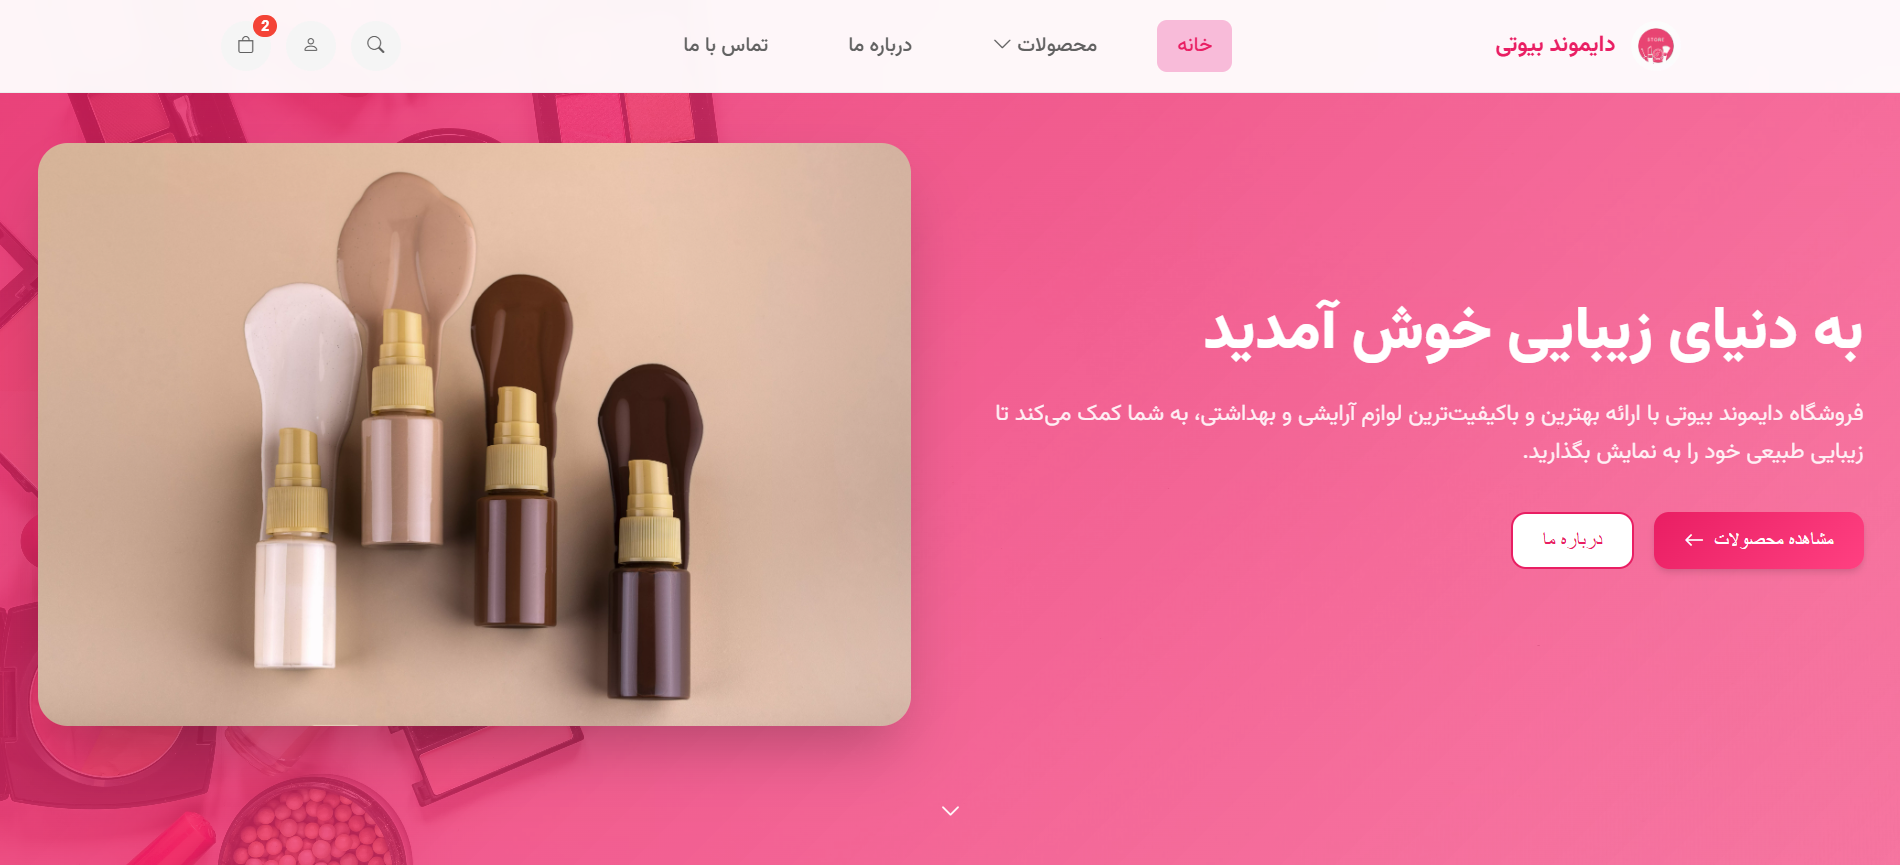 STORE
دایموند بیوتی
خانه
محصولات
درباره ما
تماس با ما
2
به دنیای زیبایی خوش آمدید
فروشگاه دایموند بیوتی با ارائه بهترین و باکیفیت‌ترین لوازم آرایشی و بهداشتی، به شما کمک می‌کند تا
زیبایی طبیعی خود را به نمایش بگذارید.
مشاهده محصولات
درباره ما